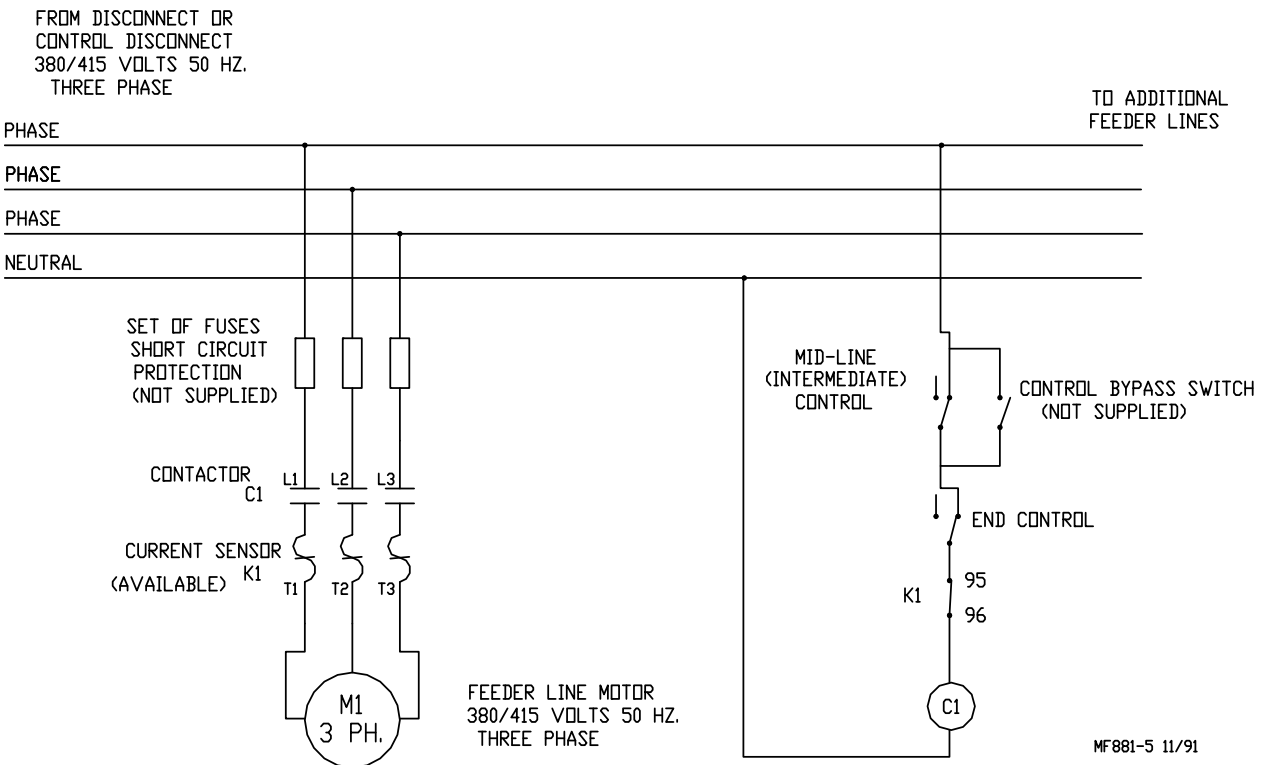 FROM DISCONNECT OR
CONTROL DISCONNECT
380/415 VOLTS 50 HZ.
THREE PHASE
TO ADDITIONAL
FEEDER LINES
PHASE
PHASE
PHASE
NEUTRAL
SET OF FUSES
SHORT CIRCUIT
PROTECTION
(NOT SUPPLIED)
MID-LINE
(INTERMEDIATE)
CONTROL
CONTROL BYPASS SWITCH
(NOT SUPPLIED)
CONTACTOR
C1
L1
L2
L3
END CONTROL
CURRENT SENSOR
K1
(AVAILABLE)
T1
T2
T3
K1
95
96
M1
3 PH.
FEEDER LINE MOTOR
380/415 VOLTS 50 HZ.
THREE PHASE
C1
MF881-5 11/91